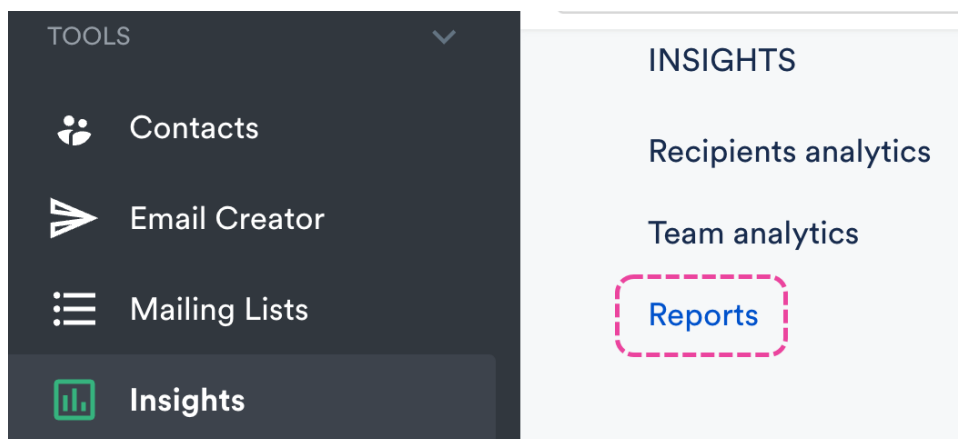 TOOLS
Contacts
Email Creator
Mailing Lists
Insights
INSIGHTS
Recipients analytics
Team analytics
Reports